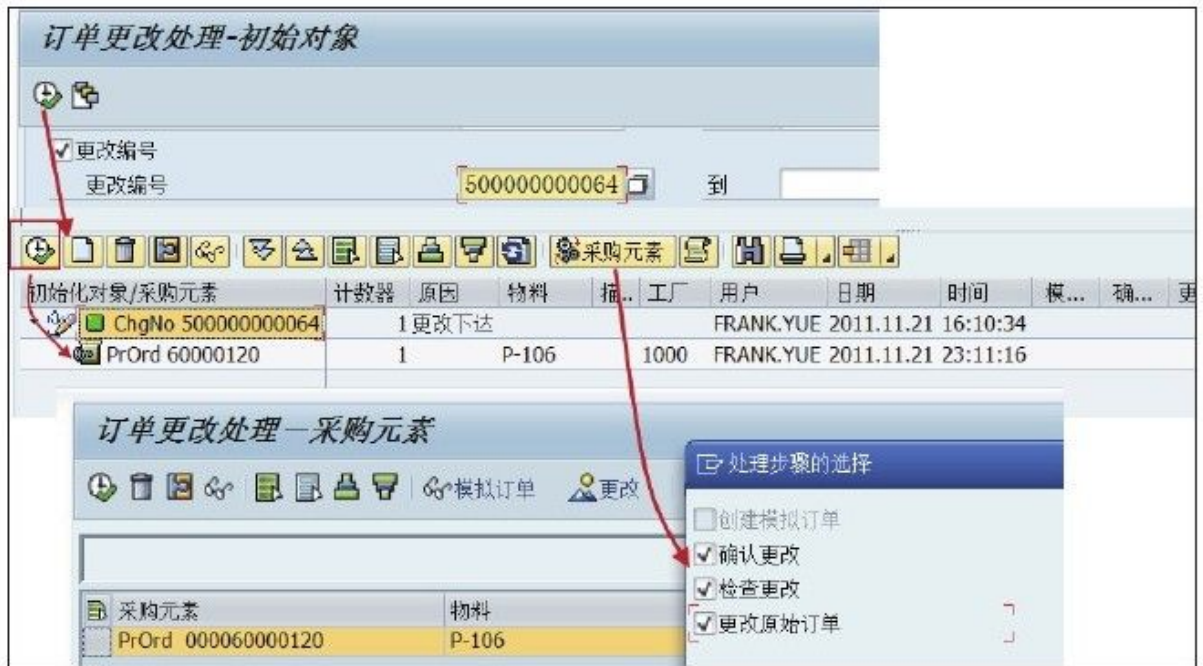 订单更改处理-初始对象
更改编号
更改编号 500000000064 到
采购元素
初始化对象/采购元素 计数器 原因 物料 描.. 工厂 用户 日期 时间 模... 确... 更
ChgNo 500000000064 1 更改下达 FRANK.YUE 2011.11.21 16:10:34
PrOrd 60000120 1 P-106 1000 FRANK.YUE 2011.11.21 23:11:16
订单更改处理－采购元素
模拟订单 更改
处理步骤的选择
创建模拟订单
确认更改
检查更改
更改原始订单
采购元素 物料
PrOrd 000060000120 P-106